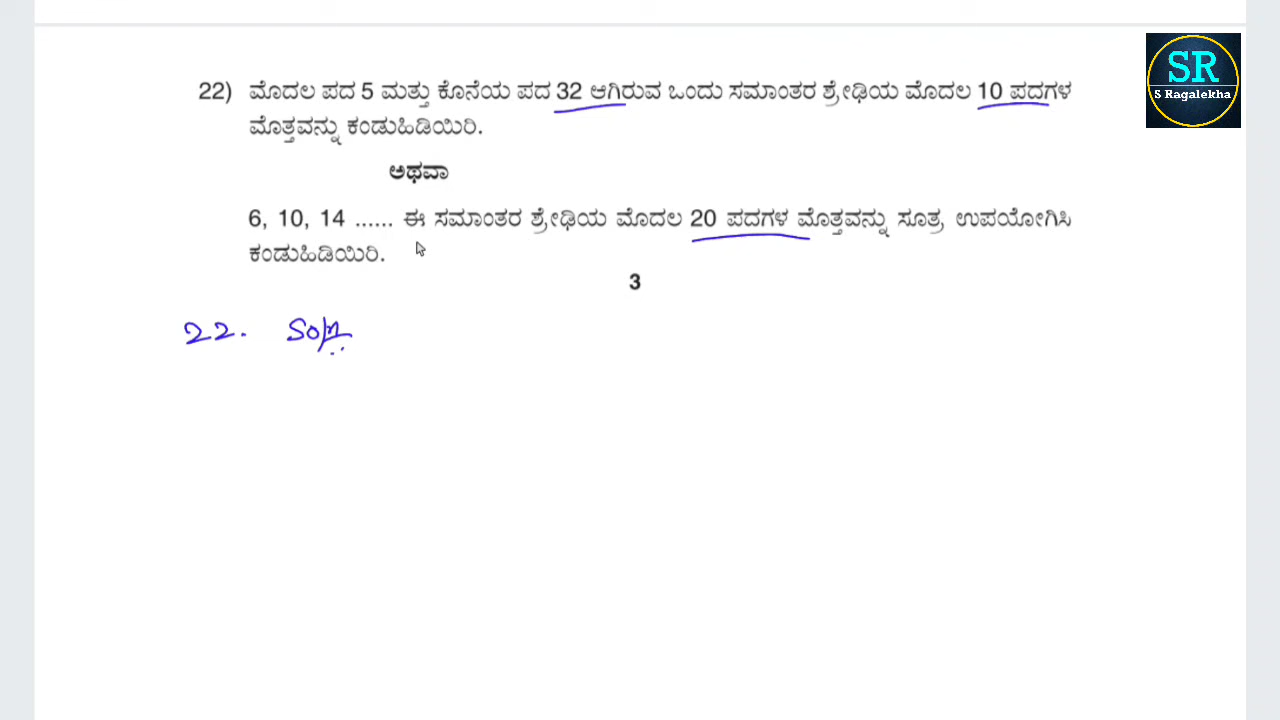 SR
S Ragalekha
22) ಮೊದಲ ಪದ 5 ಮತ್ತು ಕೊನೆಯ ಪದ 32 ಆಗಿರುವ ಒಂದು ಸಮಾಂತರ ಶ್ರೇಢಿಯ ಮೊದಲ 10 ಪದಗಳ
ಮೊತ್ತವನ್ನು ಕಂಡುಹಿಡಿಯಿರಿ.
ಅಥವಾ
6, 10, 14 ...... ಈ ಸಮಾಂತರ ಶ್ರೇಢಿಯ ಮೊದಲ 20 ಪದಗಳ ಮೊತ್ತವನ್ನು ಸೂತ್ರ ಉಪಯೋಗಿಸಿ
ಕಂಡುಹಿಡಿಯಿರಿ.
3
22. Soln